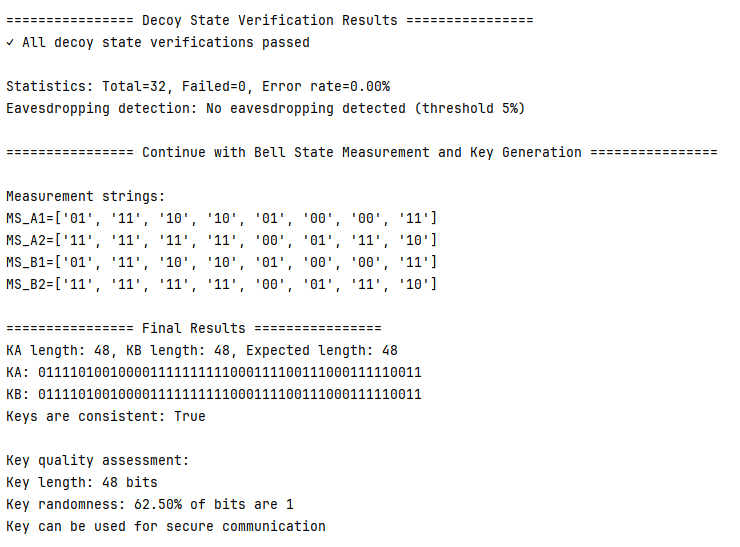 ================ Decoy State Verification Results ================
✓ All decoy state verifications passed
Statistics: Total=32, Failed=0, Error rate=0.00%
Eavesdropping detection: No eavesdropping detected (threshold 5%)
================ Continue with Bell State Measurement and Key Generation ================
Measurement strings:
MS_A1=['01', '11', '10', '10', '01', '00', '00', '11']
MS_A2=['11', '11', '11', '11', '00', '01', '11', '10']
MS_B1=['01', '11', '10', '10', '01', '00', '00', '11']
MS_B2=['11', '11', '11', '11', '00', '01', '11', '10']
================ Final Results ================
KA length: 48, KB length: 48, Expected length: 48
KA: 011110100100001111111111000111100111000111110011
KB: 011110100100001111111111000111100111000111110011
Keys are consistent: True
Key quality assessment:
Key length: 48 bits
Key randomness: 62.50% of bits are 1
Key can be used for secure communication